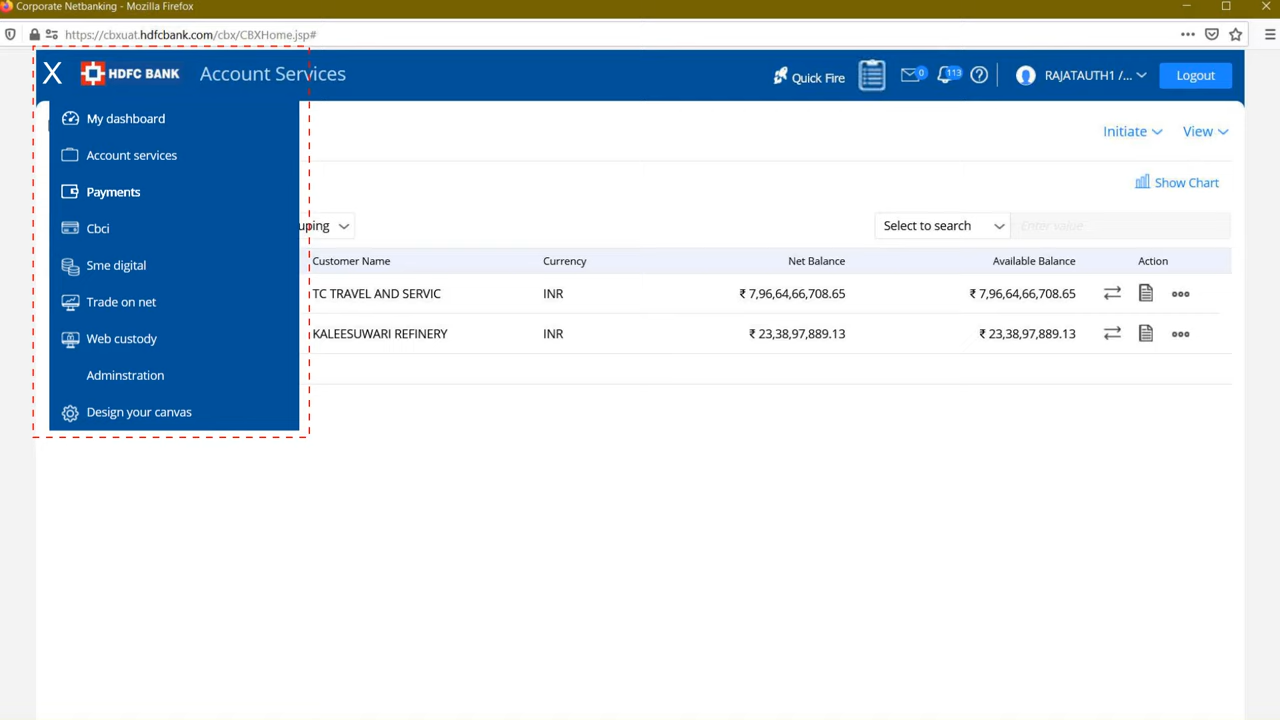 Corporate Netbanking - Mozilla Firefox
https://cbxuat.hdfcbank.com/cbx/CBXHome.jsp#
X HDFC BANK Account Services Quick Fire 0 113 RAJATAUTH1 /... Logout
My dashboard
Initiate View
Account services
Payments
Show Chart
Cbci
uping Select to search Enter value
Sme digital
Customer Name Currency Net Balance Available Balance Action
Trade on net
TC TRAVEL AND SERVIC INR ₹ 7,96,64,66,708.65 ₹ 7,96,64,66,708.65
Web custody
KALEESUWARI REFINERY INR ₹ 23,38,97,889.13 ₹ 23,38,97,889.13
Adminstration
Design your canvas